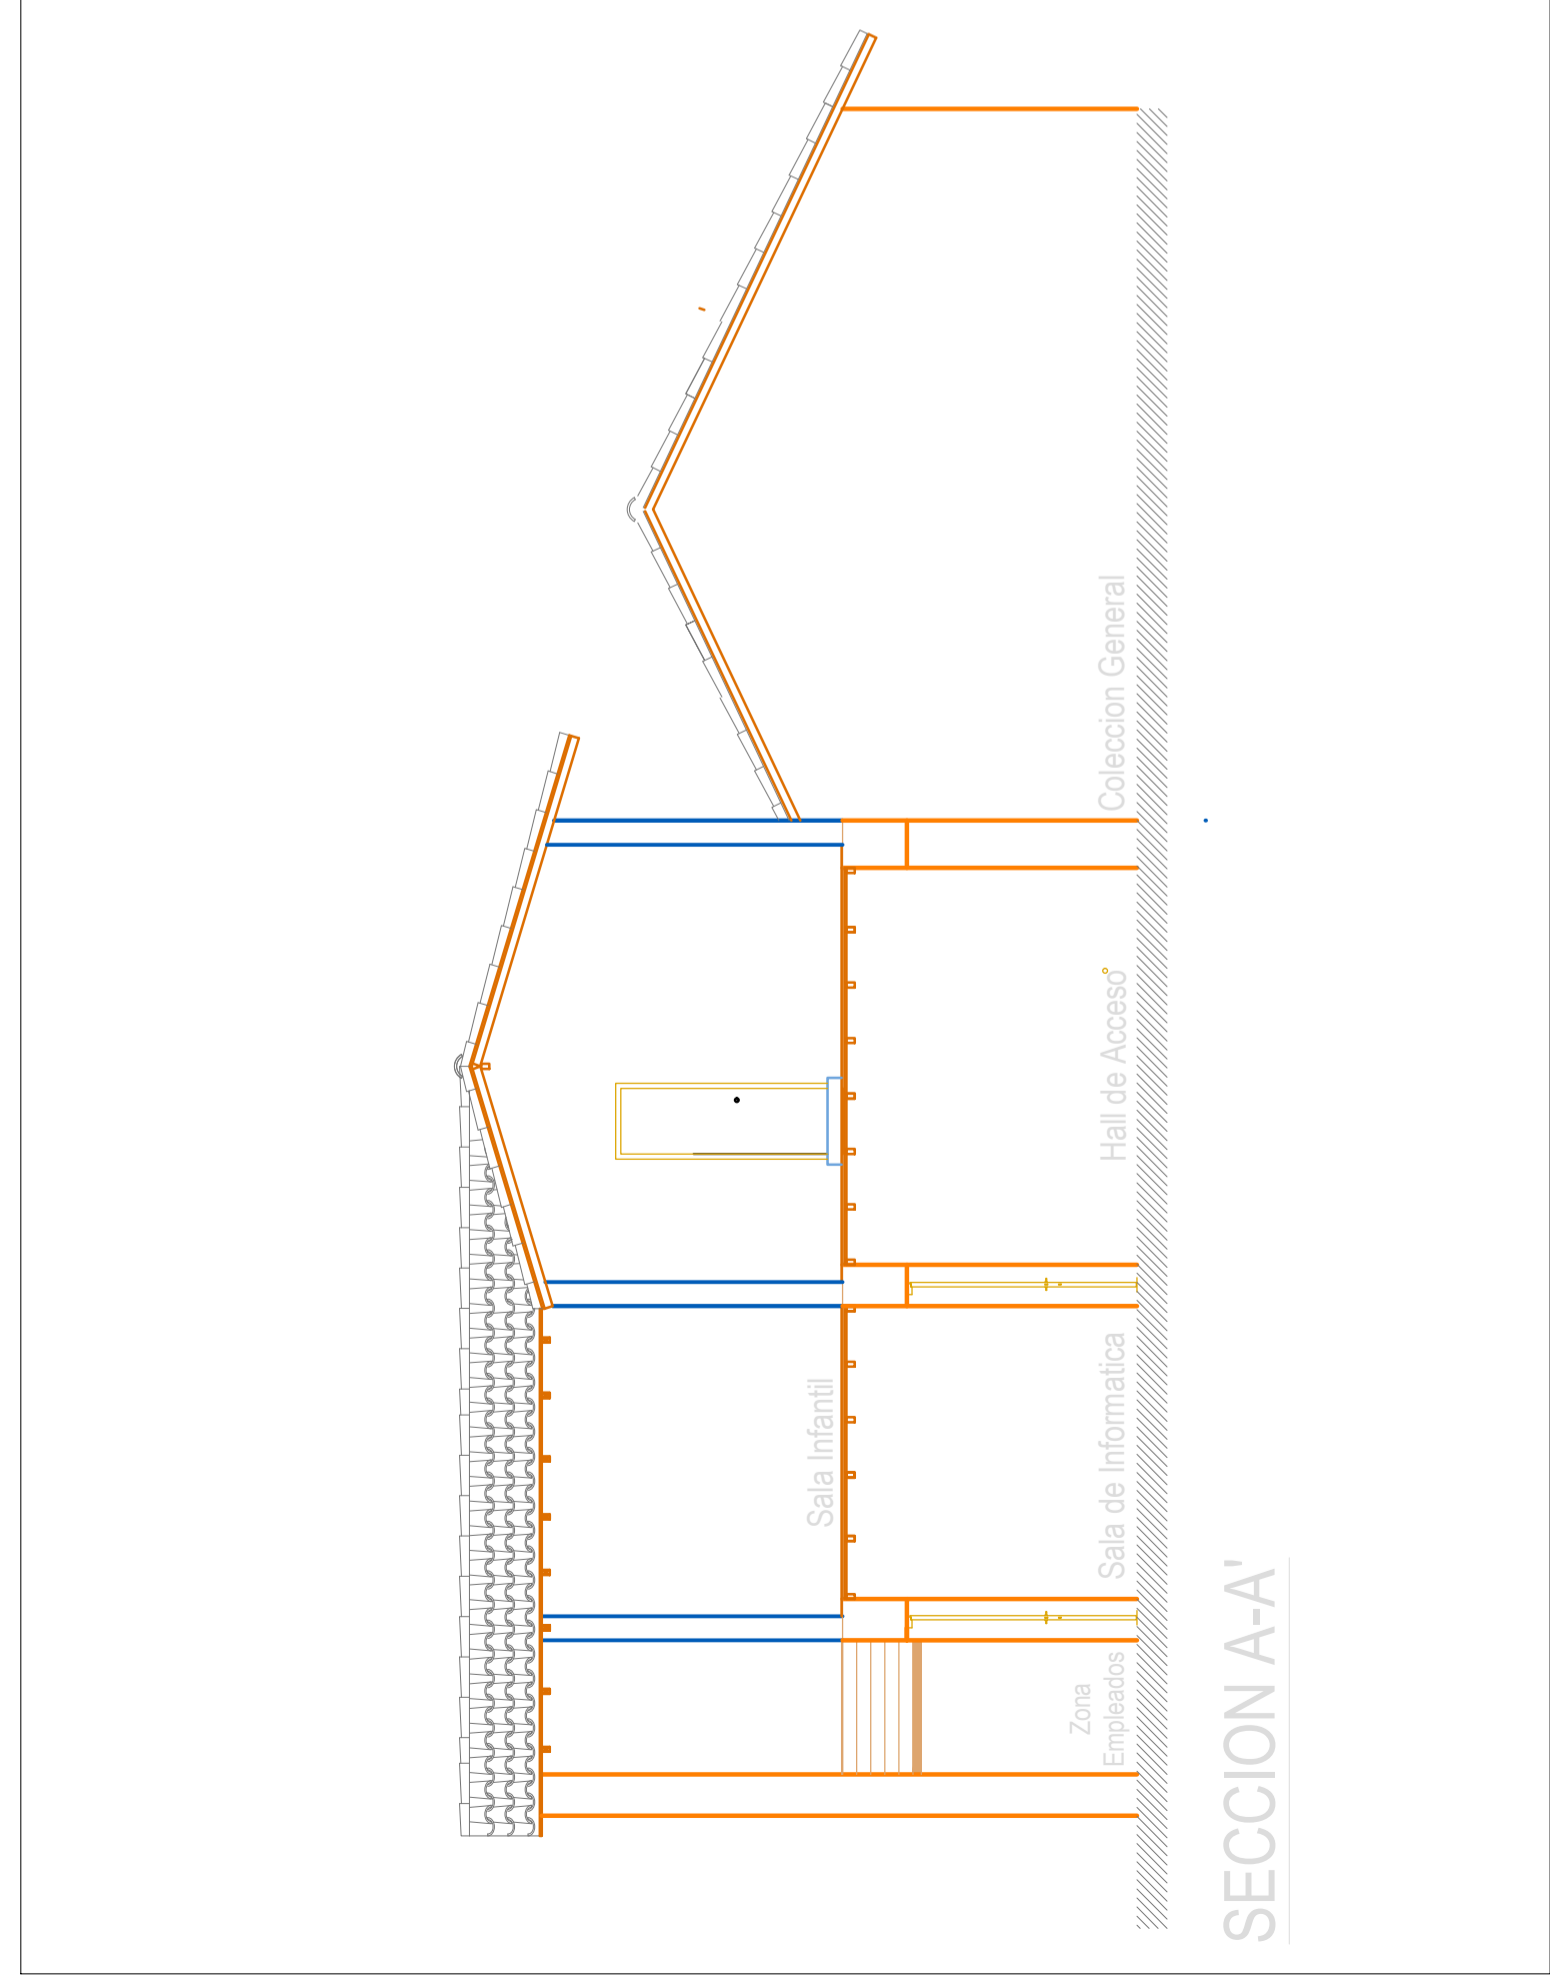 Sala Infantil
Zona
Empleados
Sala de Informatica
Hall de Acceso
Coleccion General
SECCION A-A'